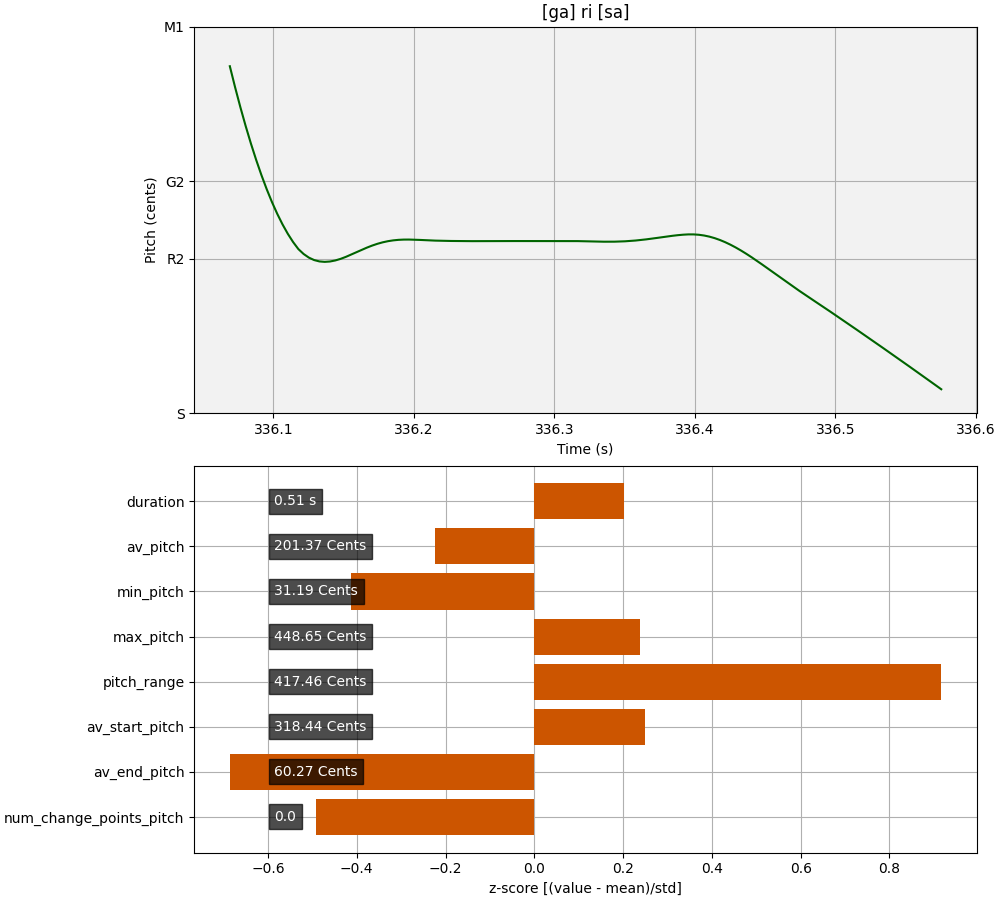 [ga] ri [sa]
M1
G2
R2
S
Pitch (cents)
336.1 336.2 336.3 336.4 336.5 336.6
Time (s)
duration 0.51 s
av_pitch 201.37 Cents
min_pitch 31.19 Cents
max_pitch 448.65 Cents
pitch_range 417.46 Cents
av_start_pitch 318.44 Cents
av_end_pitch 60.27 Cents
num_change_points_pitch 0.0
−0.6 −0.4 −0.2 0.0 0.2 0.4 0.6 0.8
z-score [(value - mean)/std]